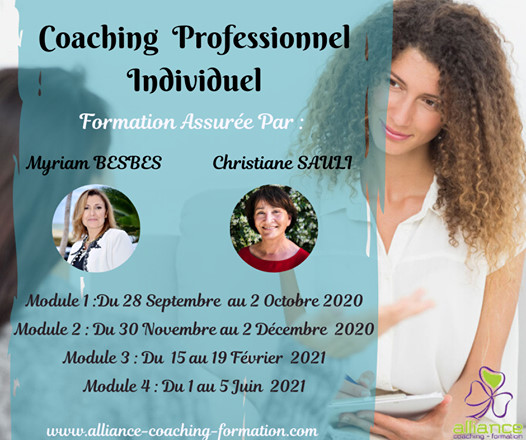 Coaching Professionnel
Individuel
Formation Assurée Par :
Myriam BESBES Christiane SAULI
Module 1 :Du 28 Septembre au 2 Octobre 2020
Module 2 : Du 30 Novembre au 2 Décembre 2020
Module 3 : Du 15 au 19 Février 2021
Module 4 : Du 1 au 5 Juin 2021
alliance
coaching - formation
www.alliance-coaching-formation.com